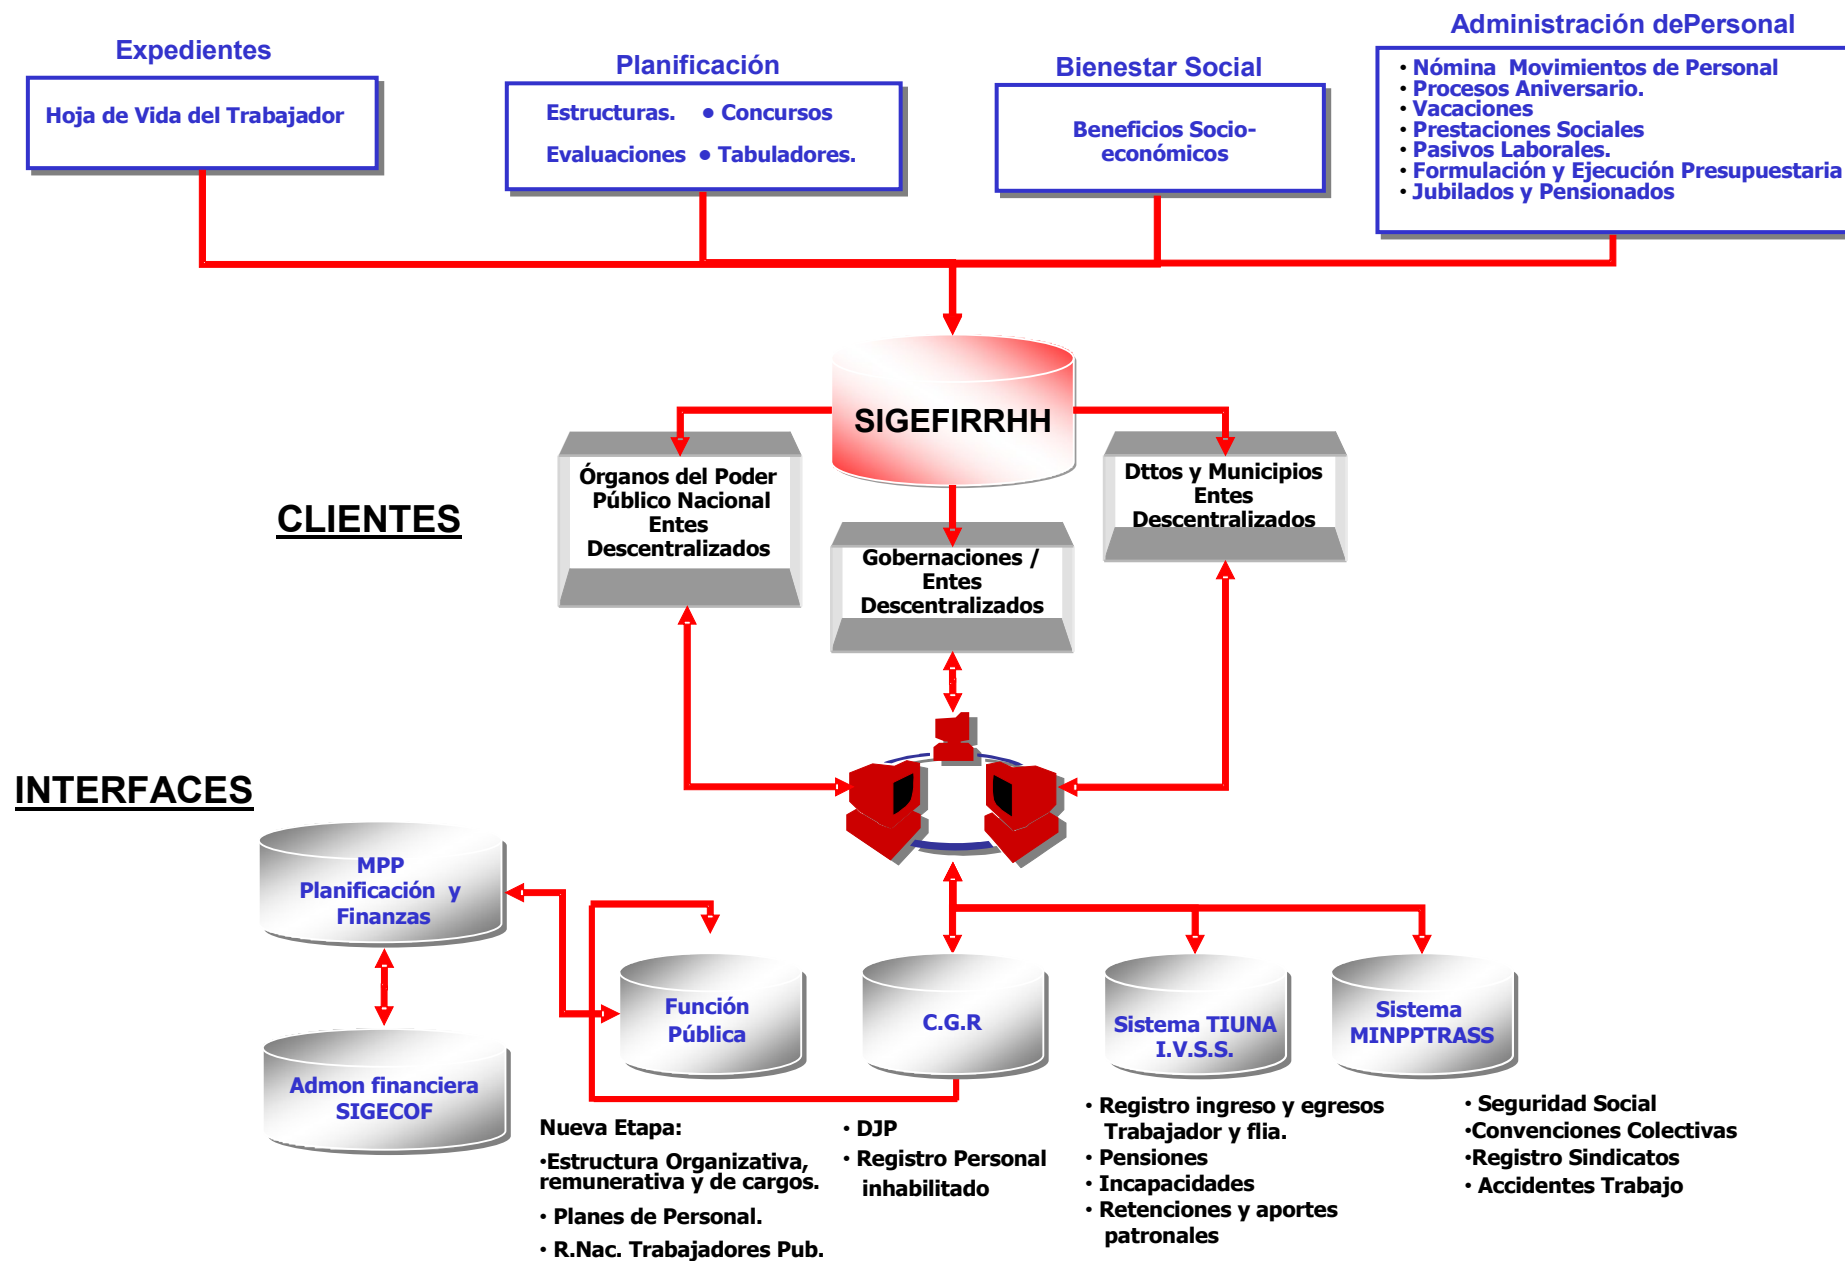 Expedientes
Hoja de Vida del Trabajador
Planificación
Estructuras. • Concursos
Evaluaciones • Tabuladores.
Bienestar Social
Beneficios Socio-
económicos
Administración dePersonal
• Nómina Movimientos de Personal
• Procesos Aniversario.
• Vacaciones
• Prestaciones Sociales
• Pasivos Laborales.
• Formulación y Ejecución Presupuestaria
• Jubilados y Pensionados
SIGEFIRRHH
CLIENTES
Órganos del Poder
Público Nacional
Entes
Descentralizados
Gobernaciones /
Entes
Descentralizados
Dttos y Municipios
Entes
Descentralizados
INTERFACES
MPP
Planificación y
Finanzas
Admon financiera
SIGECOF
Función
Pública
C.G.R
Sistema TIUNA
I.V.S.S.
Sistema
MINPPTRASS
Nueva Etapa:
•Estructura Organizativa,
remunerativa y de cargos.
• Planes de Personal.
• R.Nac. Trabajadores Pub.
• DJP
• Registro Personal
inhabilitado
• Registro ingreso y egresos
Trabajador y flia.
• Pensiones
• Incapacidades
• Retenciones y aportes
patronales
• Seguridad Social
•Convenciones Colectivas
•Registro Sindicatos
• Accidentes Trabajo